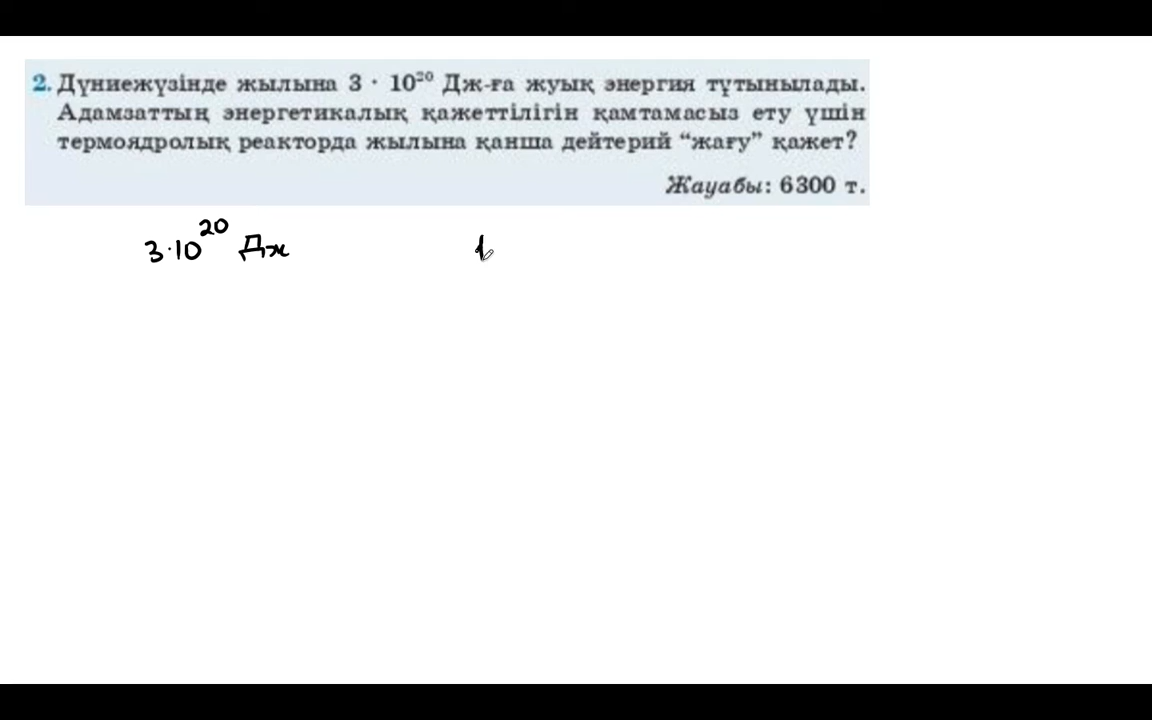 2. Дүниежүзінде жылына 3 · 10²⁰ Дж-ға жуық энергия тұтынылады.
Адамзаттың энергетикалық қажеттілігін қамтамасыз ету үшін
термоядролық реакторда жылына қанша дейтерий “жағу” қажет?
Жауабы: 6300 т.
3·10²⁰ Дж